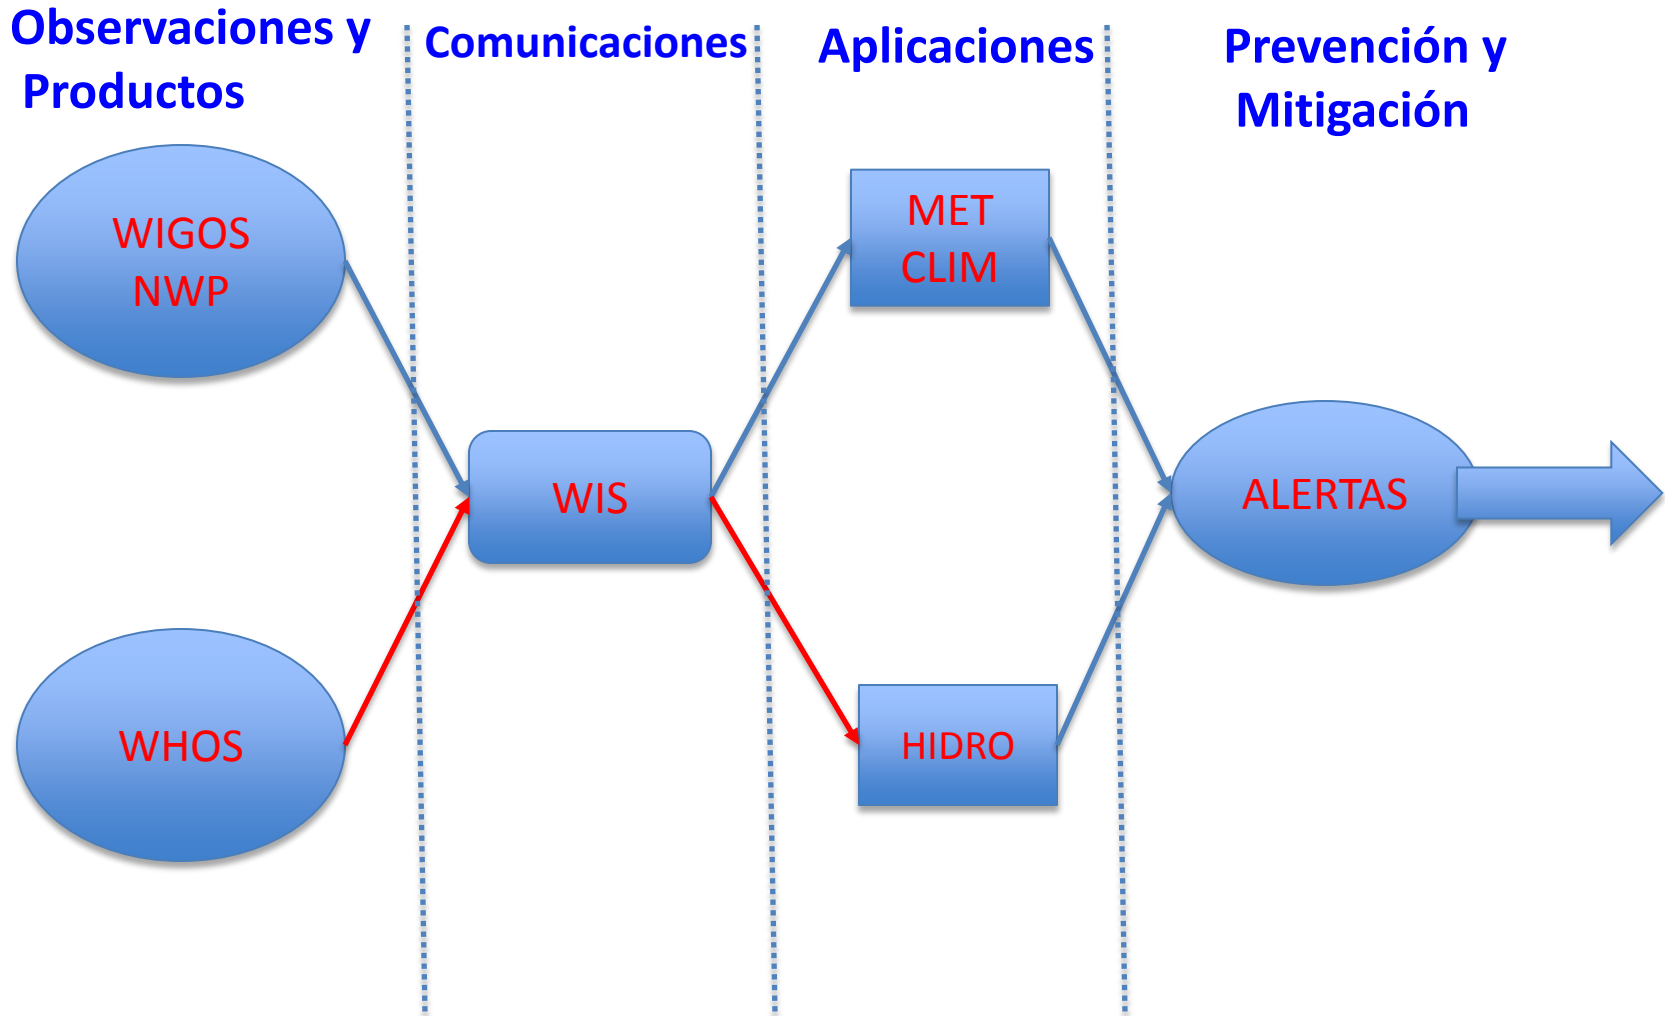 Observaciones y
Productos
Comunicaciones
Aplicaciones
Prevención y
Mitigación
WIGOS
NWP
WHOS
WIS
MET
CLIM
HIDRO
ALERTAS